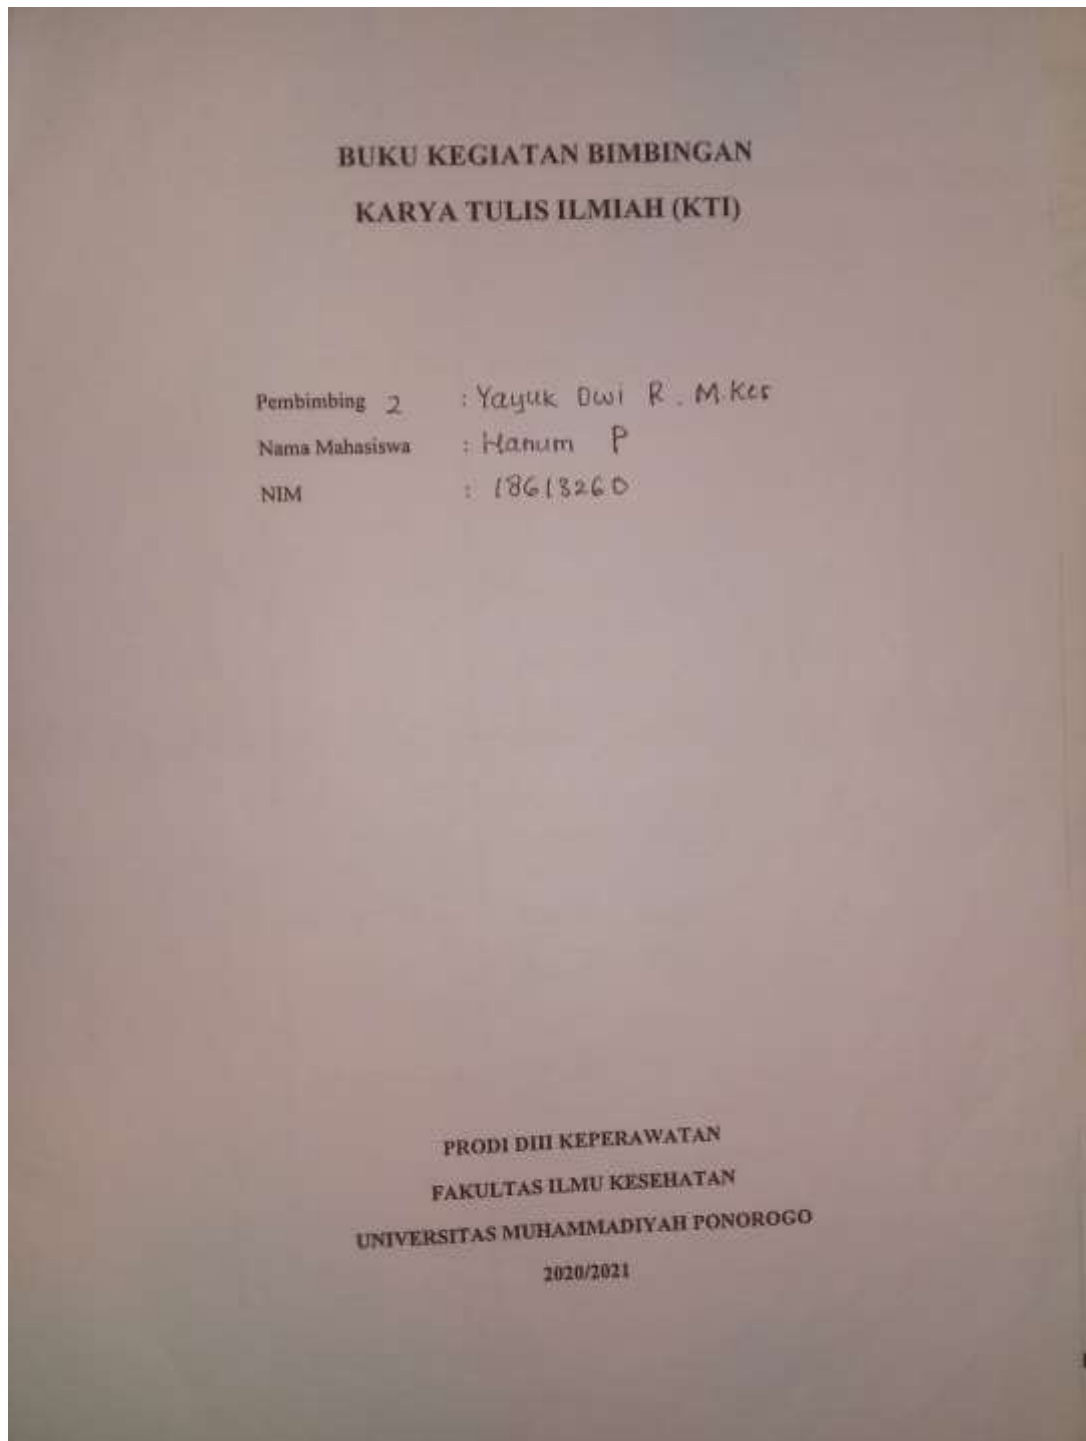 BUKU KEGIATAN BIMBINGAN
KARYA TULIS ILMIAH (KTI)
Pembimbing 2 : Yayuk Dwi R. M.Kes
Nama Mahasiswa : Hanum P
NIM : 18613260
PRODI DIII KEPERAWATAN
FAKULTAS ILMU KESEHATAN
UNIVERSITAS MUHAMMADIYAH PONOROGO
2020/2021